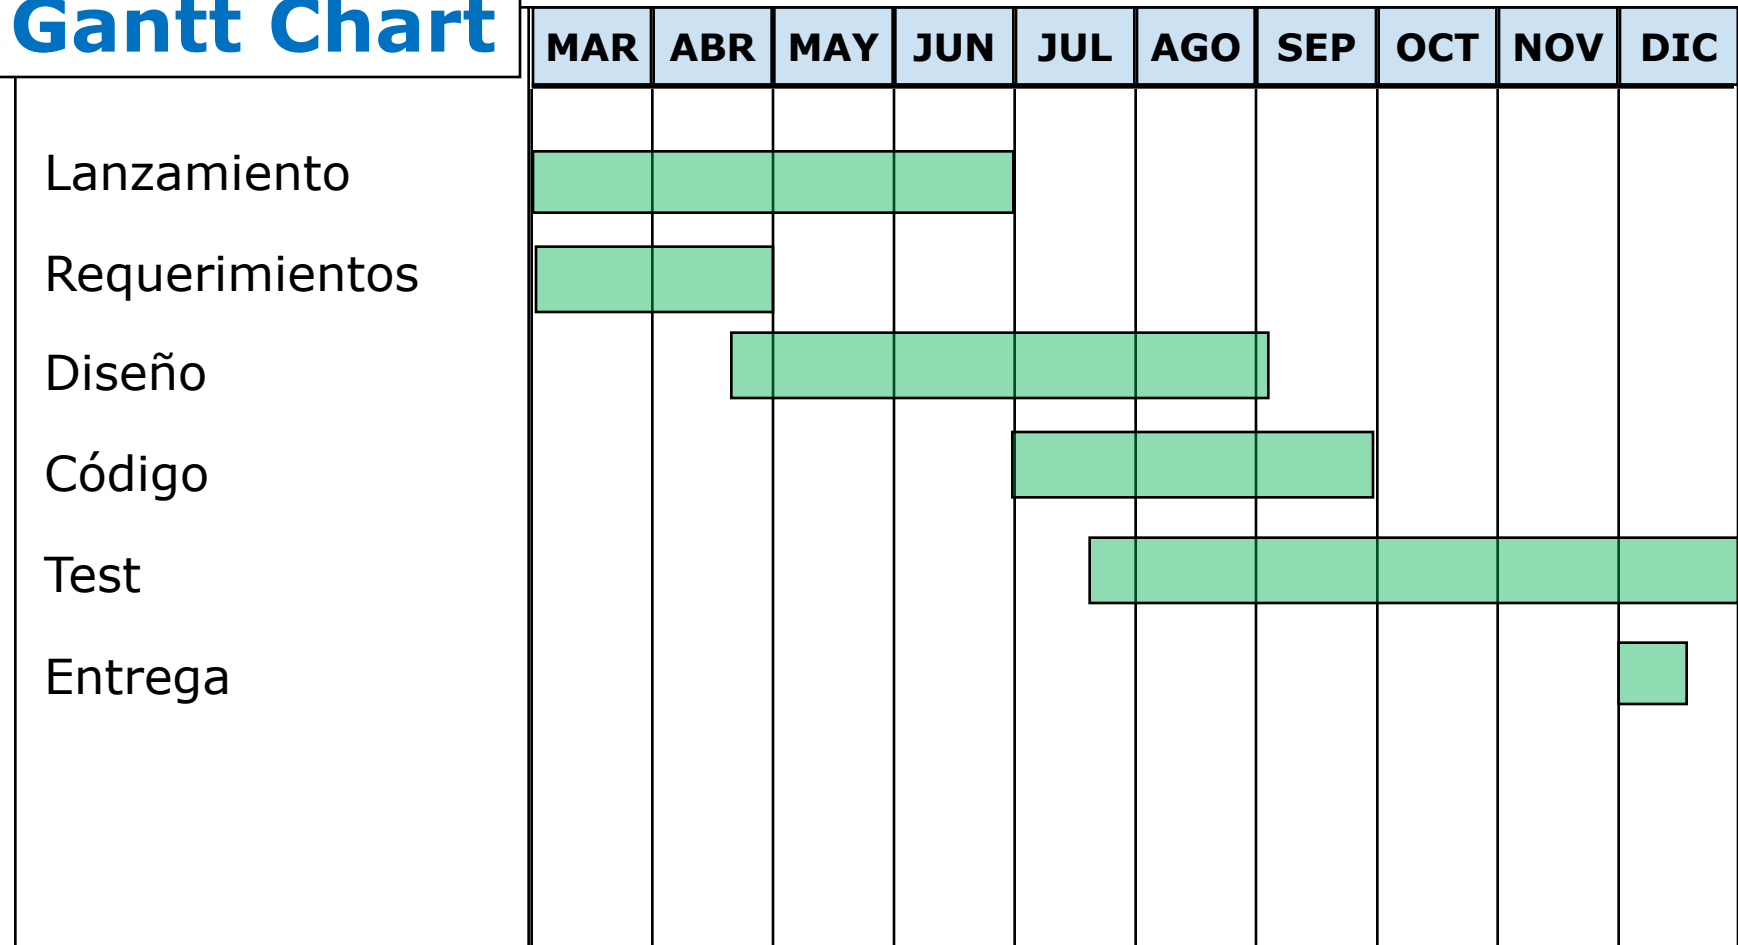 Gantt Chart
MAR ABR MAY JUN JUL AGO SEP OCT NOV DIC
Lanzamiento
Requerimientos
Diseño
Código
Test
Entrega